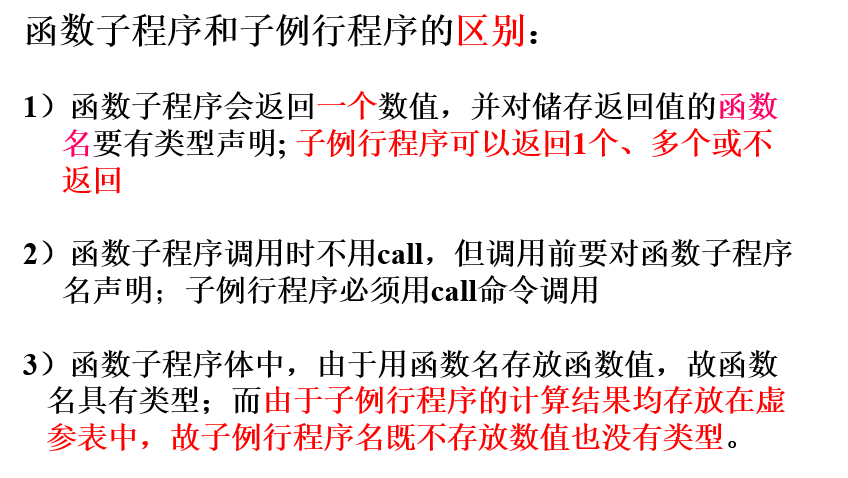 函数子程序和子例行程序的区别：
1）函数子程序会返回一个数值，并对储存返回值的函数
名要有类型声明; 子例行程序可以返回1个、多个或不
返回
2）函数子程序调用时不用call，但调用前要对函数子程序
名声明；子例行程序必须用call命令调用
3）函数子程序体中，由于用函数名存放函数值，故函数
名具有类型；而由于子例行程序的计算结果均存放在虚
参表中，故子例行程序名既不存放数值也没有类型。